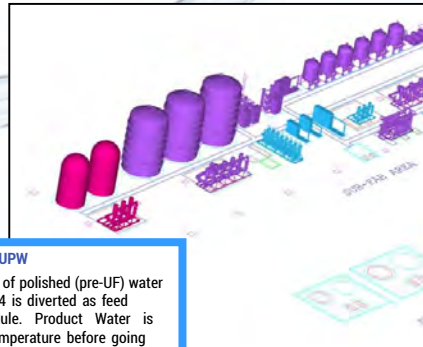 SUB-FAB AREA
UPW
of polished (pre-UF) water
4 is diverted as feed
ule. Product Water is
mperature before going